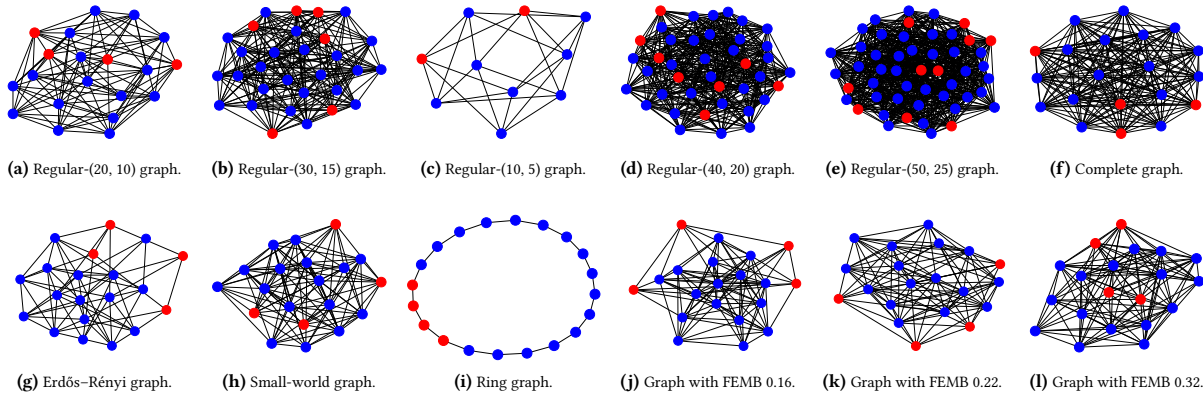 (a) Regular-(20, 10) graph. (b) Regular-(30, 15) graph. (c) Regular-(10, 5) graph. (d) Regular-(40, 20) graph. (e) Regular-(50, 25) graph. (f) Complete graph.
(g) Erdős–Rényi graph. (h) Small-world graph. (i) Ring graph. (j) Graph with FEMB 0.16. (k) Graph with FEMB 0.22. (l) Graph with FEMB 0.32.